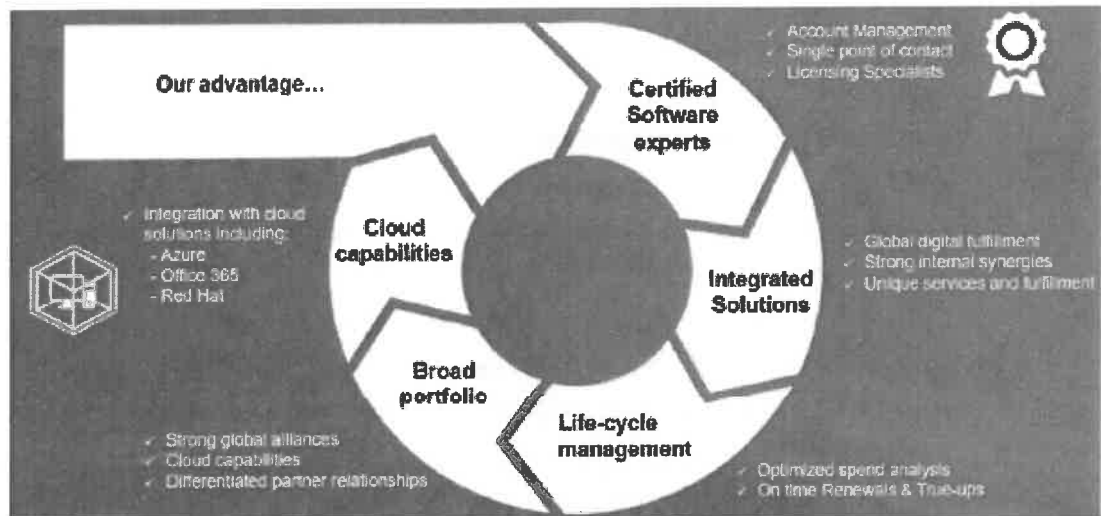 Our advantage...
Certified
Software
experts
✓ Account Management
✓ Single point of contact
✓ Licensing Specialists
Integrated
Solutions
✓ Global digital fulfillment
✓ Strong internal synergies
✓ Unique services and fulfillment
Life-cycle
management
✓ Optimized spend analysis
✓ On time Renewals & True-ups
Broad
portfolio
✓ Strong global alliances
✓ Cloud capabilities
✓ Differentiated partner relationships
Cloud
capabilities
✓ Integration with cloud
solutions including:
- Azure
- Office 365
- Red Hat